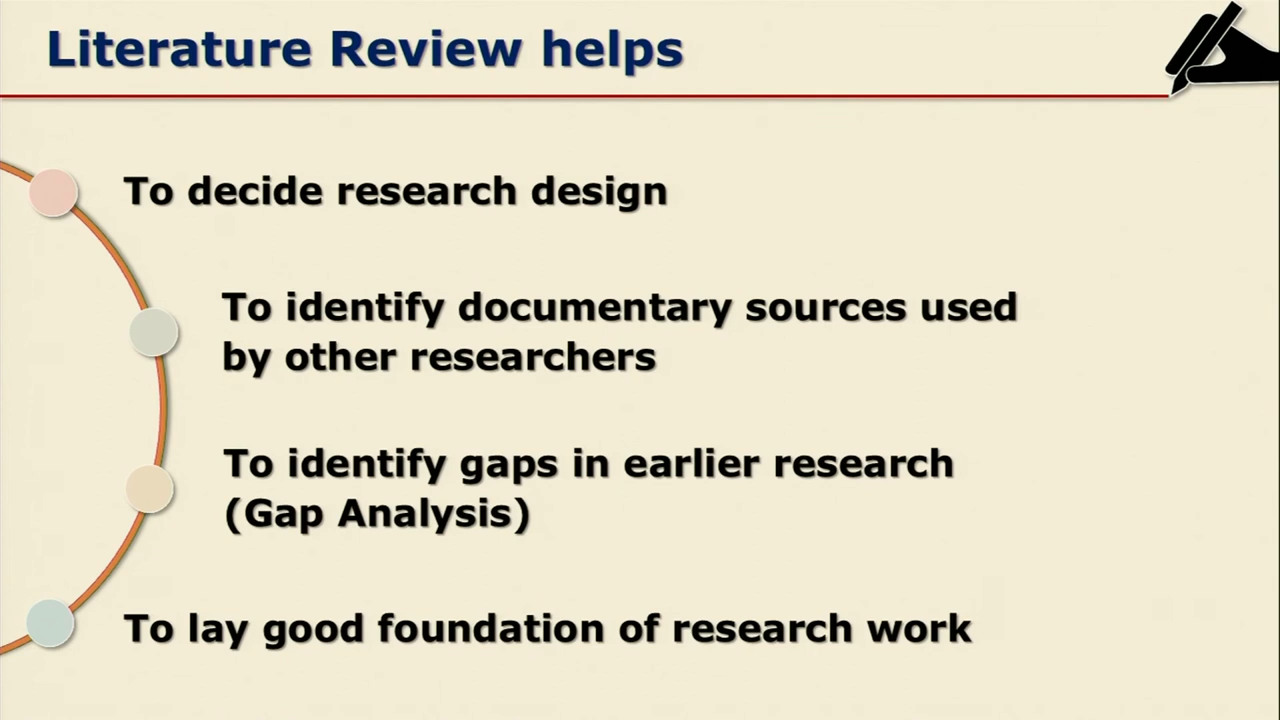 Literature Review helps
To decide research design
To identify documentary sources used
by other researchers
To identify gaps in earlier research
(Gap Analysis)
To lay good foundation of research work